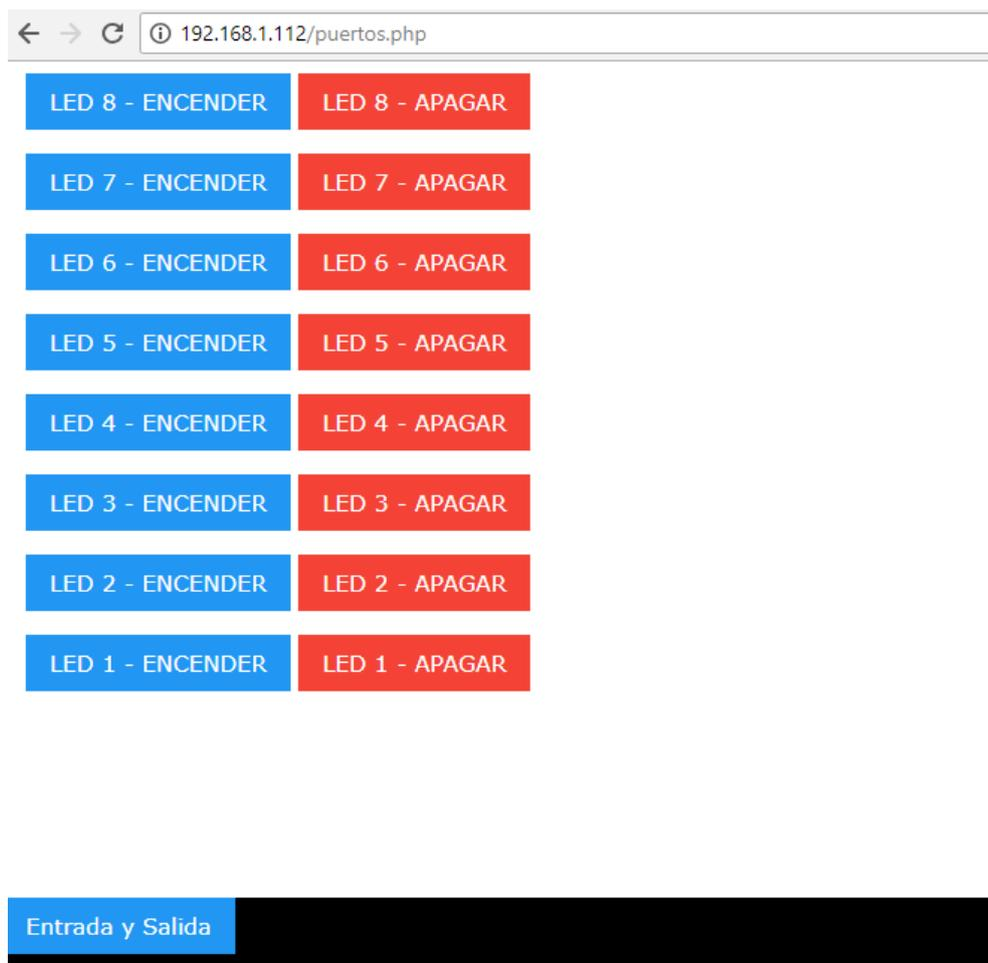 192.168.1.112/puertos.php
LED 8 - ENCENDER LED 8 - APAGAR
LED 7 - ENCENDER LED 7 - APAGAR
LED 6 - ENCENDER LED 6 - APAGAR
LED 5 - ENCENDER LED 5 - APAGAR
LED 4 - ENCENDER LED 4 - APAGAR
LED 3 - ENCENDER LED 3 - APAGAR
LED 2 - ENCENDER LED 2 - APAGAR
LED 1 - ENCENDER LED 1 - APAGAR
Entrada y Salida